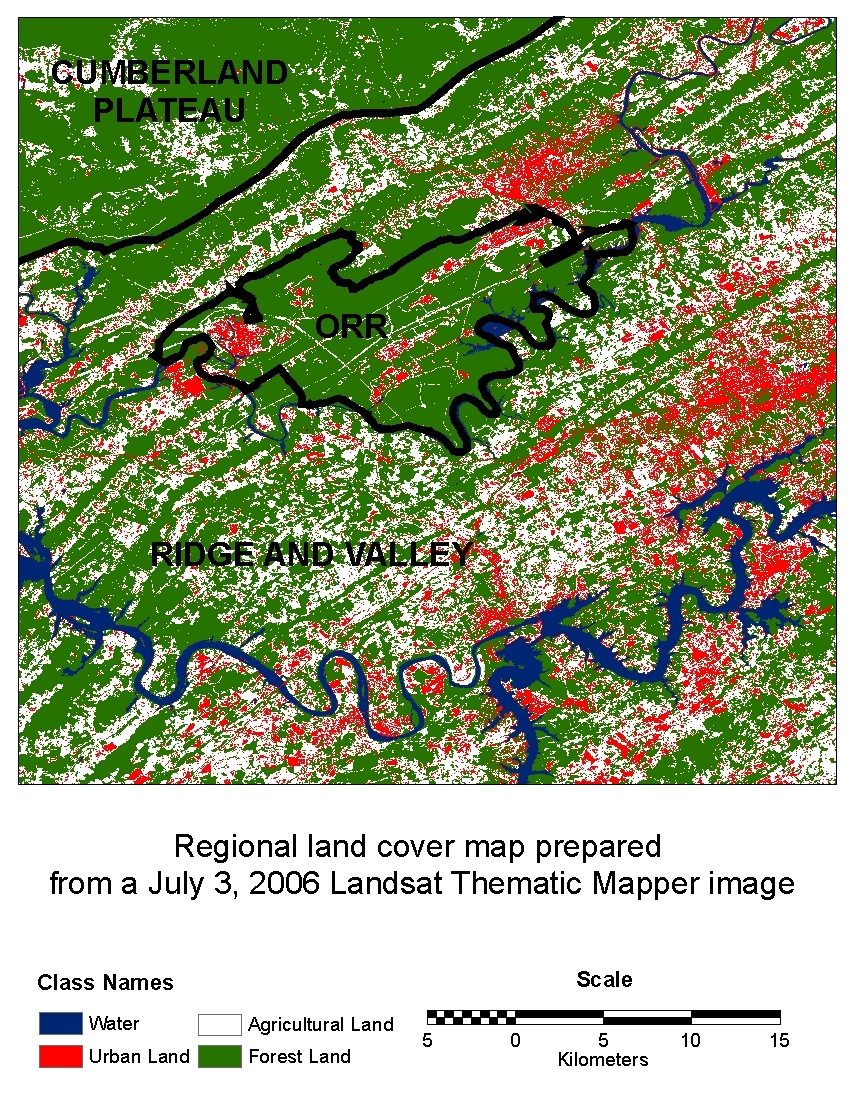 CUMBERLAND
PLATEAU
ORR
RIDGE AND VALLEY
Regional land cover map prepared
from a July 3, 2006 Landsat Thematic Mapper image
Class Names
Water
Agricultural Land
Urban Land
Forest Land
Scale
5 0 5 10 15
Kilometers